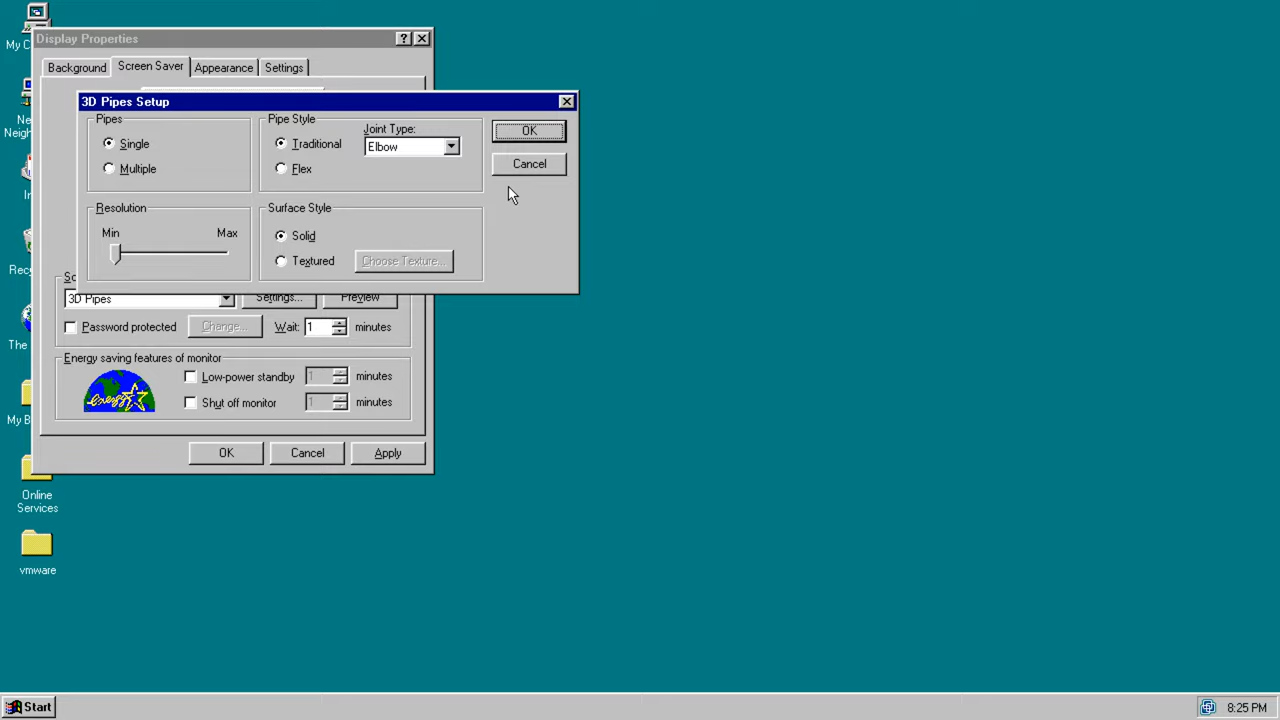 My C
Display Properties
?
Background
Screen Saver
Appearance
Settings
Ne
Neigh
3D Pipes Setup
Pipes
Single
Multiple
Pipe Style
Traditional
Flex
Joint Type:
Elbow
OK
Cancel
In
Resolution
Min
Max
Surface Style
Solid
Textured
Choose Texture...
Recy
Sc
3D Pipes
Settings...
Preview
Password protected
Change...
Wait:
1
minutes
The
Energy saving features of monitor
energy
Low-power standby
1
minutes
Shut off monitor
1
minutes
My B
OK
Cancel
Apply
Online
Services
vmware
Start
8:25 PM